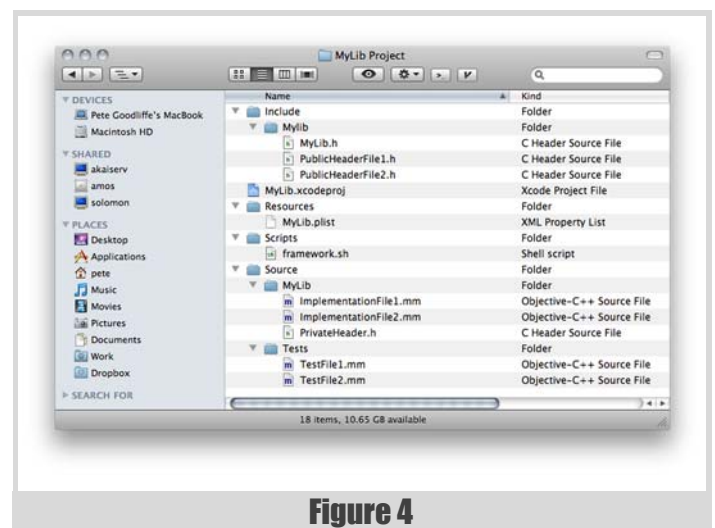 MyLib Project
Name Kind
DEVICES
Pete Goodliffe's MacBook
Macintosh HD
SHARED
akaiserv
amos
solomon
PLACES
Desktop
Applications
pete
Music
Movies
Pictures
Documents
Work
Dropbox
SEARCH FOR
Include Folder
Mylib Folder
MyLib.h C Header Source File
PublicHeaderFile1.h C Header Source File
PublicHeaderFile2.h C Header Source File
MyLib.xcodeproj Xcode Project File
Resources Folder
MyLib.plist XML Property List
Scripts Folder
framework.sh Shell script
Source Folder
MyLib Folder
ImplementationFile1.mm Objective-C++ Source File
ImplementationFile2.mm Objective-C++ Source File
PrivateHeader.h C Header Source File
Tests Folder
TestFile1.mm Objective-C++ Source File
TestFile2.mm Objective-C++ Source File
18 items, 10.65 GB available
Figure 4